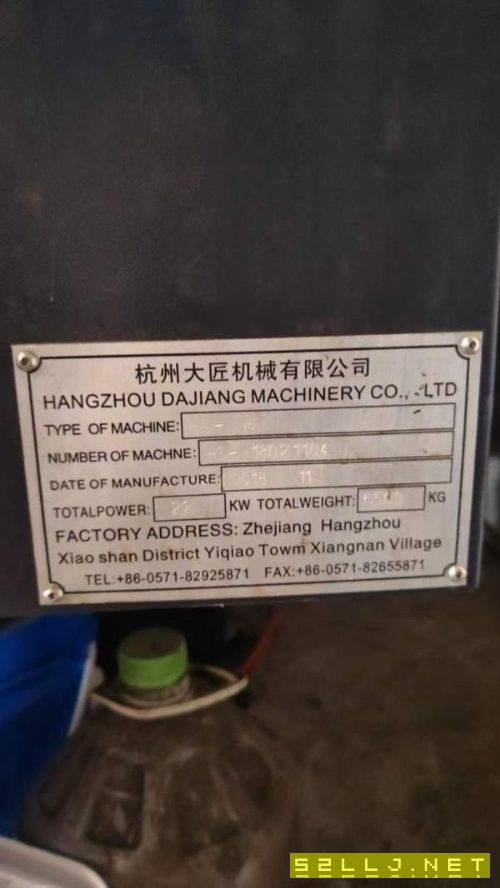 杭州大匠机械有限公司
HANGZHOU DAJIANG MACHINERY CO.,.LTD
TYPE OF MACHINE:
NUMBER OF MACHNE:
DATE OF MANUFACTURE: 11
TOTALPOWER: 22 KW TOTALWEIGHT: KG
FACTORY ADDRESS: Zhejiang Hangzhou
Xiao shan District Yiqiao Towm Xiangnan Village
TEL:+86-0571-82925871 FAX:+86-0571-82655871
52LLJ.NET